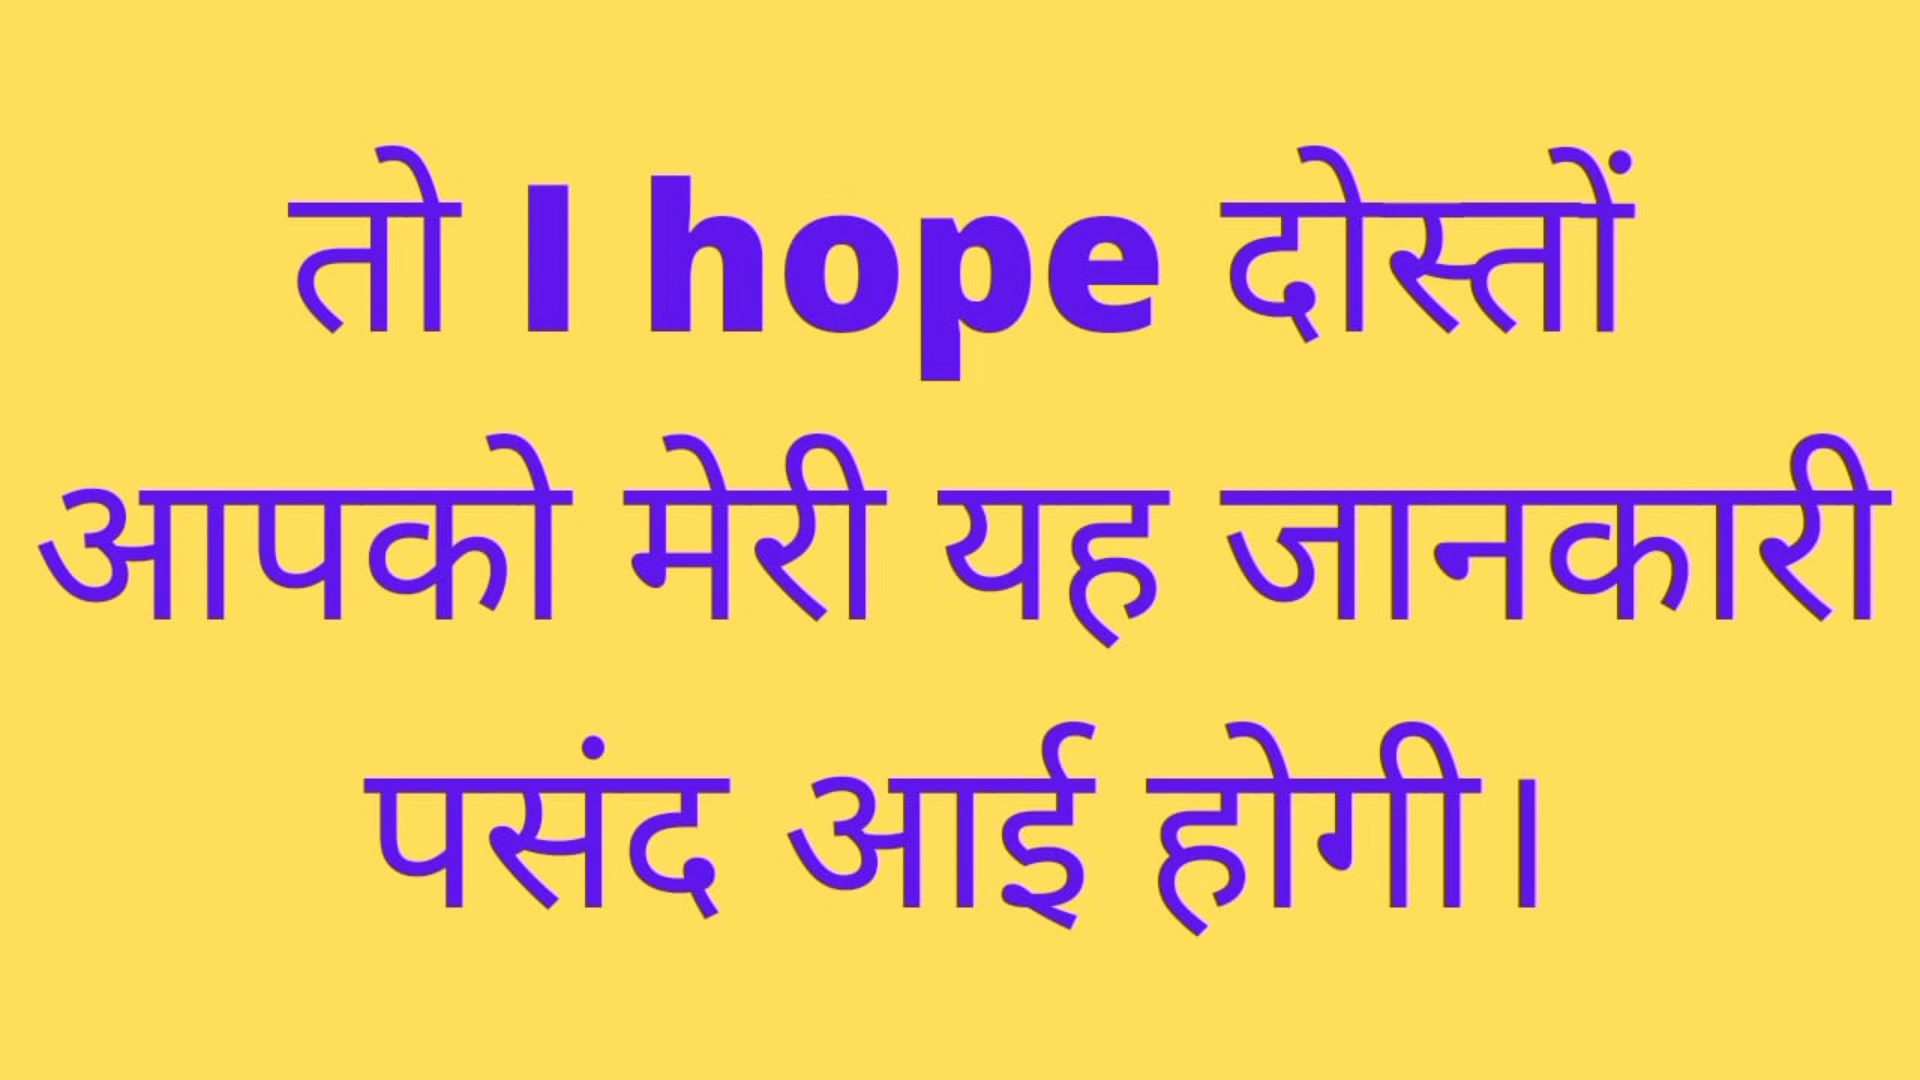 तो I hope दोस्तों
आपको मेरी यह जानकारी
पसंद आई होगी।